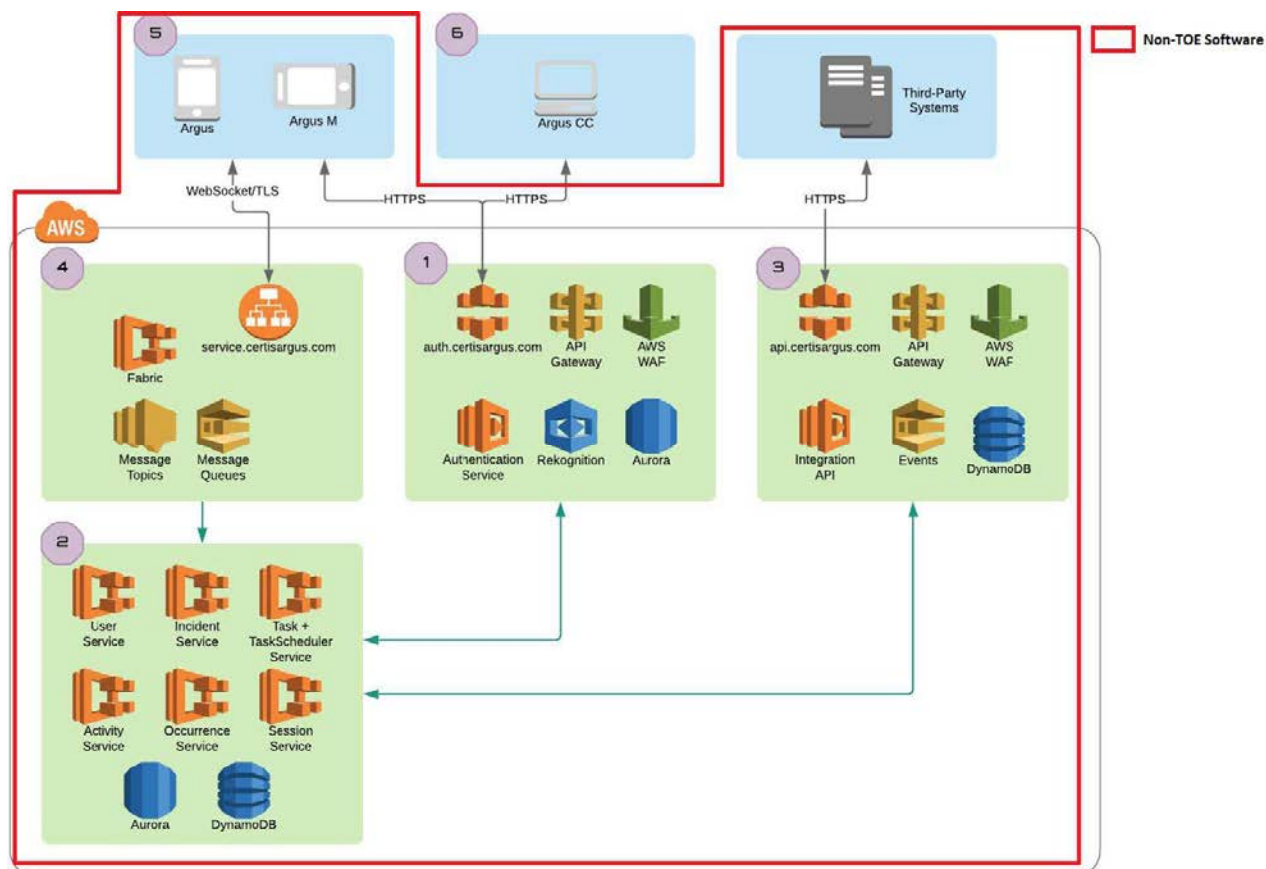 5
6
Non-TOE Software
Argus
Argus M
Argus CC
Third-Party
Systems
WebSocket/TLS
HTTPS
HTTPS
HTTPS
AWS
4
1
3
service.certisargus.com
Fabric
Message
Topics
Message
Queues
auth.certisargus.com
API
Gateway
AWS
WAF
Authentication
Service
Rekognition
Aurora
api.certisargus.com
API
Gateway
AWS
WAF
Integration
API
Events
DynamoDB
2
User
Service
Incident
Service
Task +
TaskScheduler
Service
Activity
Service
Occurrence
Service
Session
Service
Aurora
DynamoDB